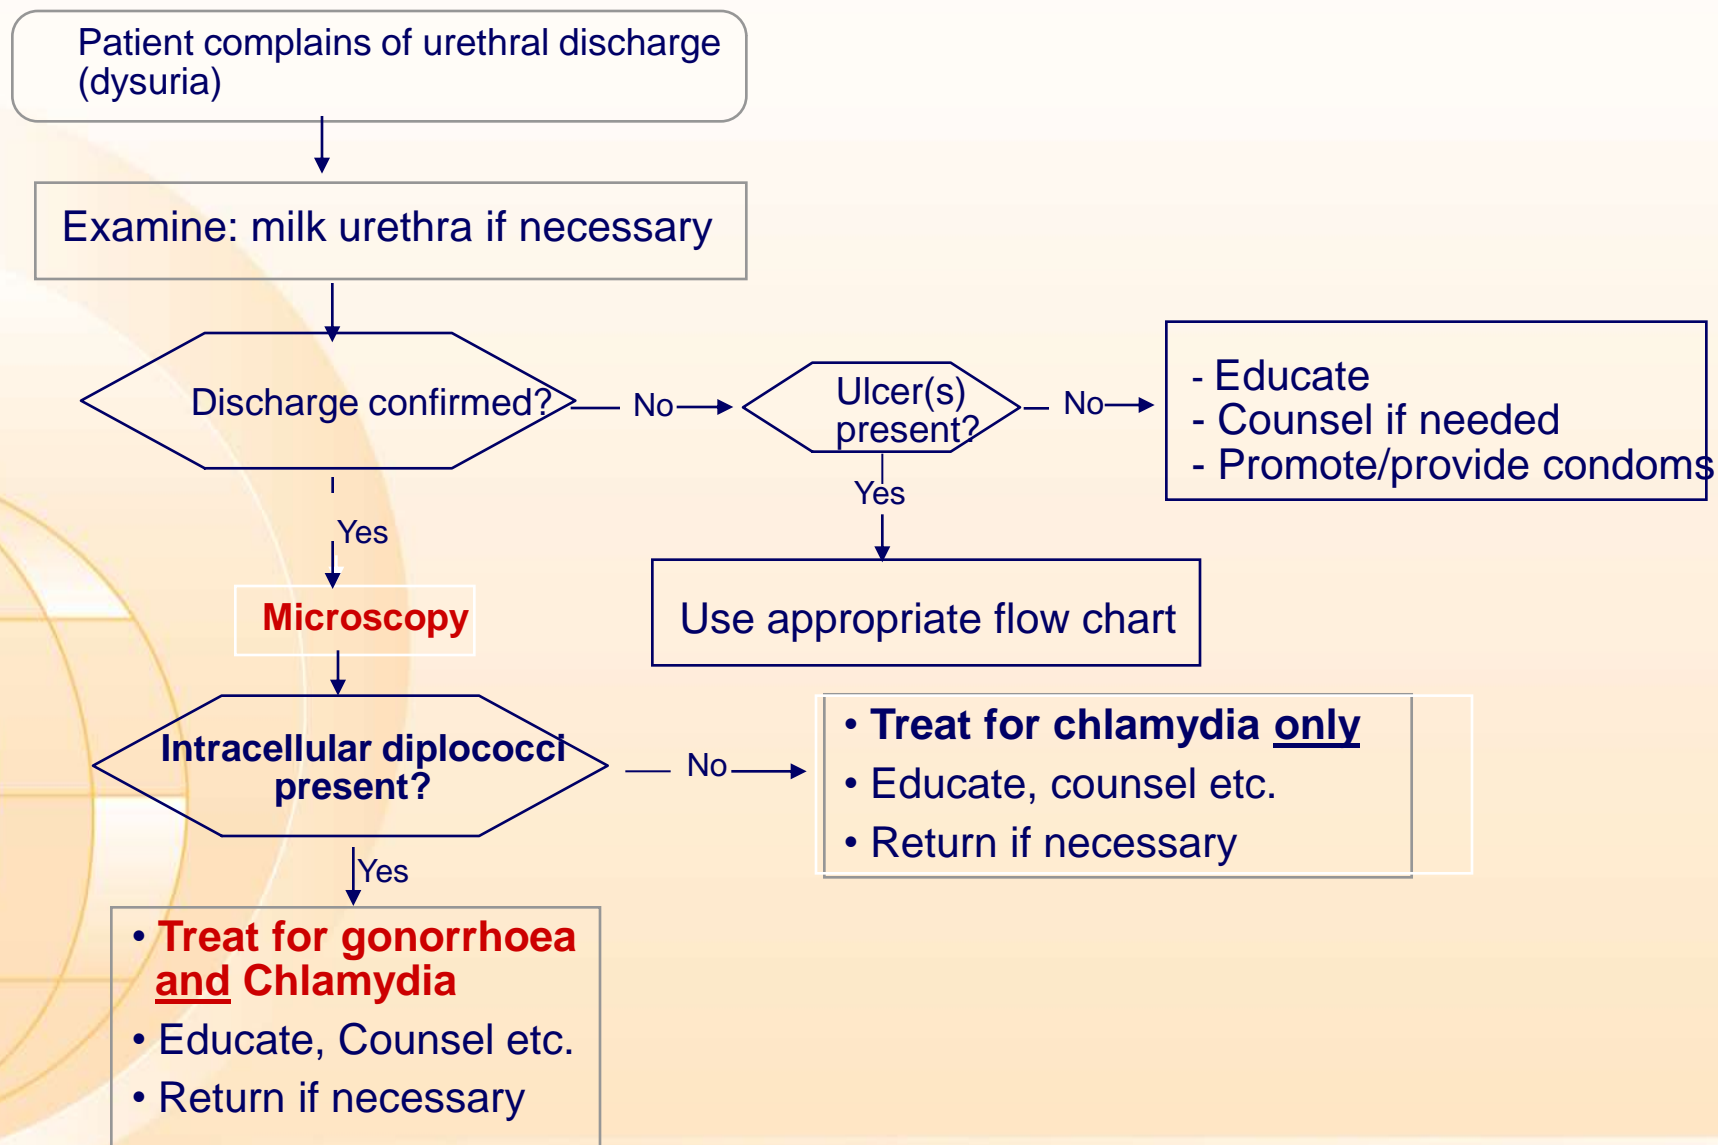 Patient complains of urethral discharge
(dysuria)
Examine: milk urethra if necessary
Discharge confirmed?
No
Ulcer(s)
present?
No
- Educate
- Counsel if needed
- Promote/provide condoms
Yes
Yes
Microscopy
Use appropriate flow chart
Intracellular diplococci
present?
No
• Treat for chlamydia only
• Educate, counsel etc.
• Return if necessary
Yes
• Treat for gonorrhoea
and Chlamydia
• Educate, Counsel etc.
• Return if necessary